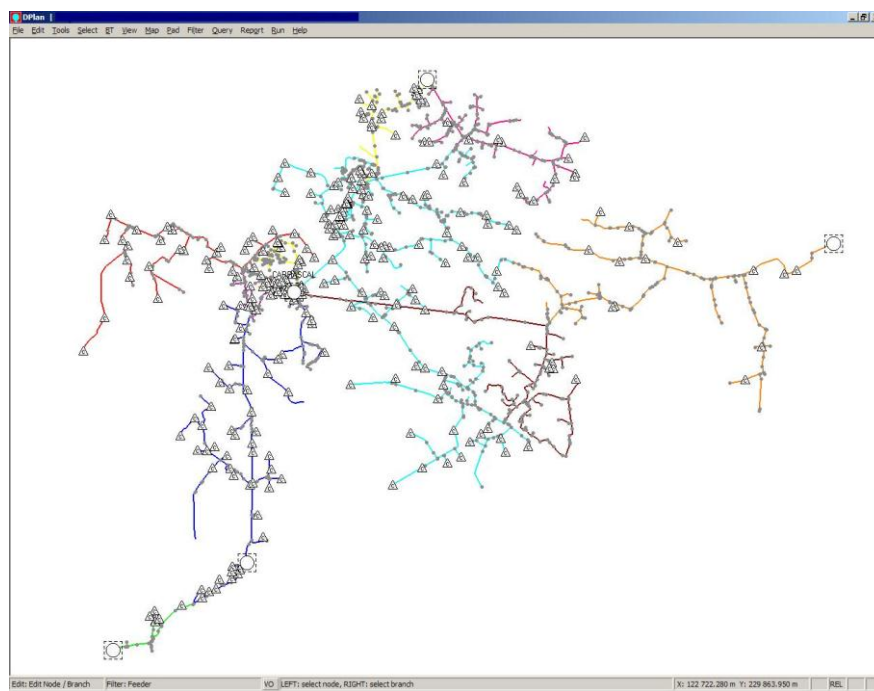 DPlan [
File Edit Tools Select BT View Map Pad Filter Query Report Run Help
CARRASCAL
Edit: Edit Node / Branch Filter: Feeder VO LEFT: select node, RIGHT: select branch X: 122 722.280 m Y: 229 863.950 m REL